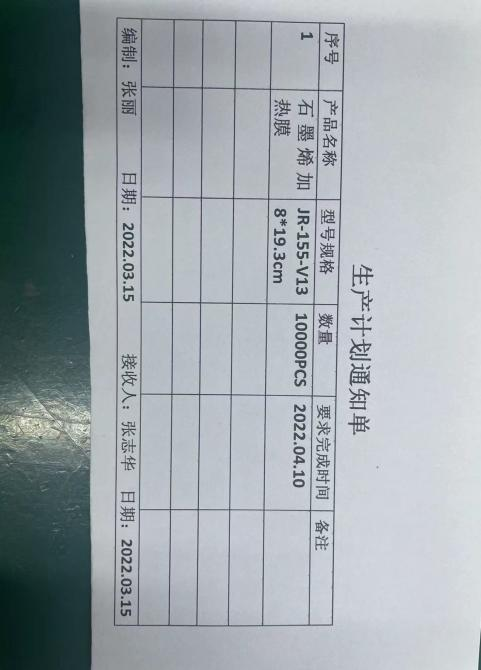 生产计划通知单
序号 产品名称 型号规格 数量 要求完成时间 备注
1 石墨烯加 JR-155-V13 10000PCS 2022.04.10
热膜 8*19.3cm
编制：张丽 日期：2022.03.15 接收人：张志华 日期：2022.03.15